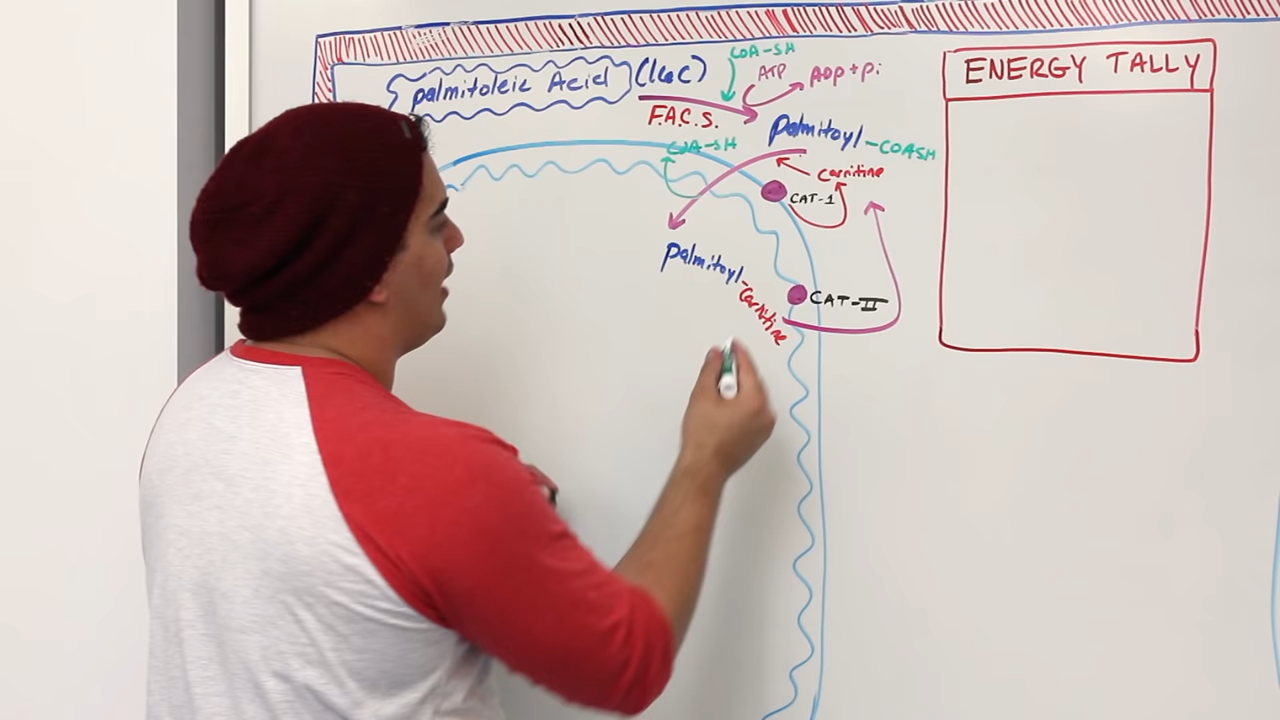 palmitoleic Acid (16C)
COA-SH
ATP
ADP+Pi
F.A.C.S.
palmitoyl-COASH
COA-SH
Carnitine
CAT-1
palmitoyl-Carnitine
CAT-II
ENERGY TALLY